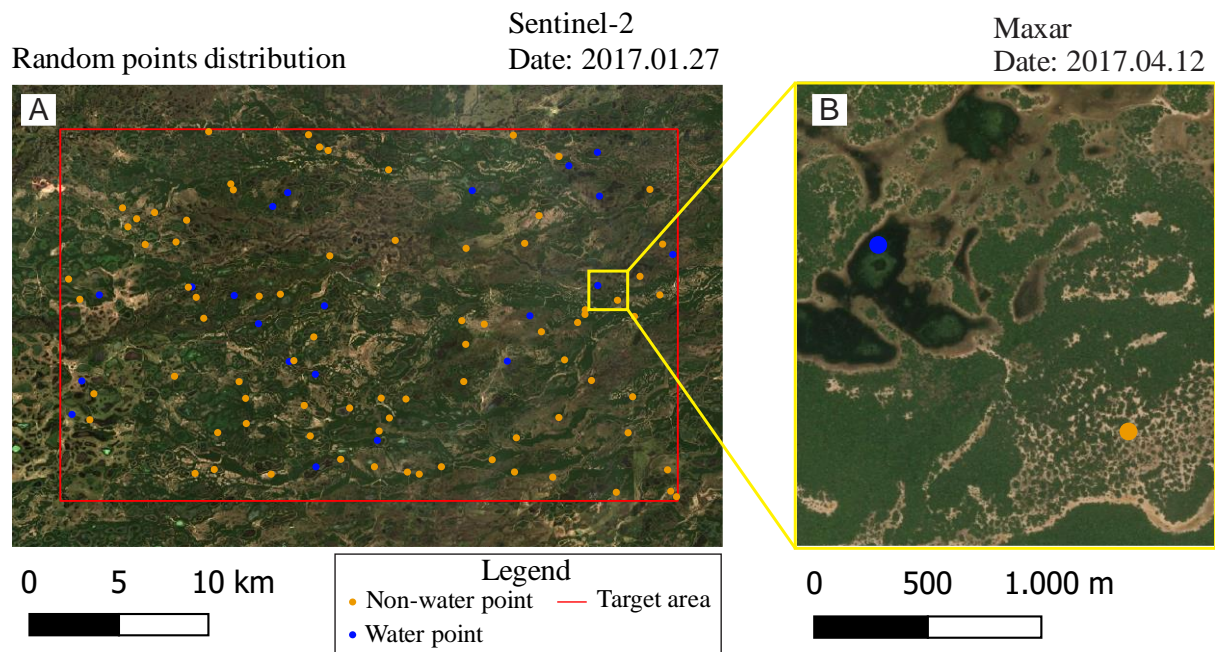 Random points distribution
Sentinel-2
Date: 2017.01.27
Maxar
Date: 2017.04.12
A
B
0 5 10 km
Legend
Non-water point
Target area
Water point
0 500 1.000 m